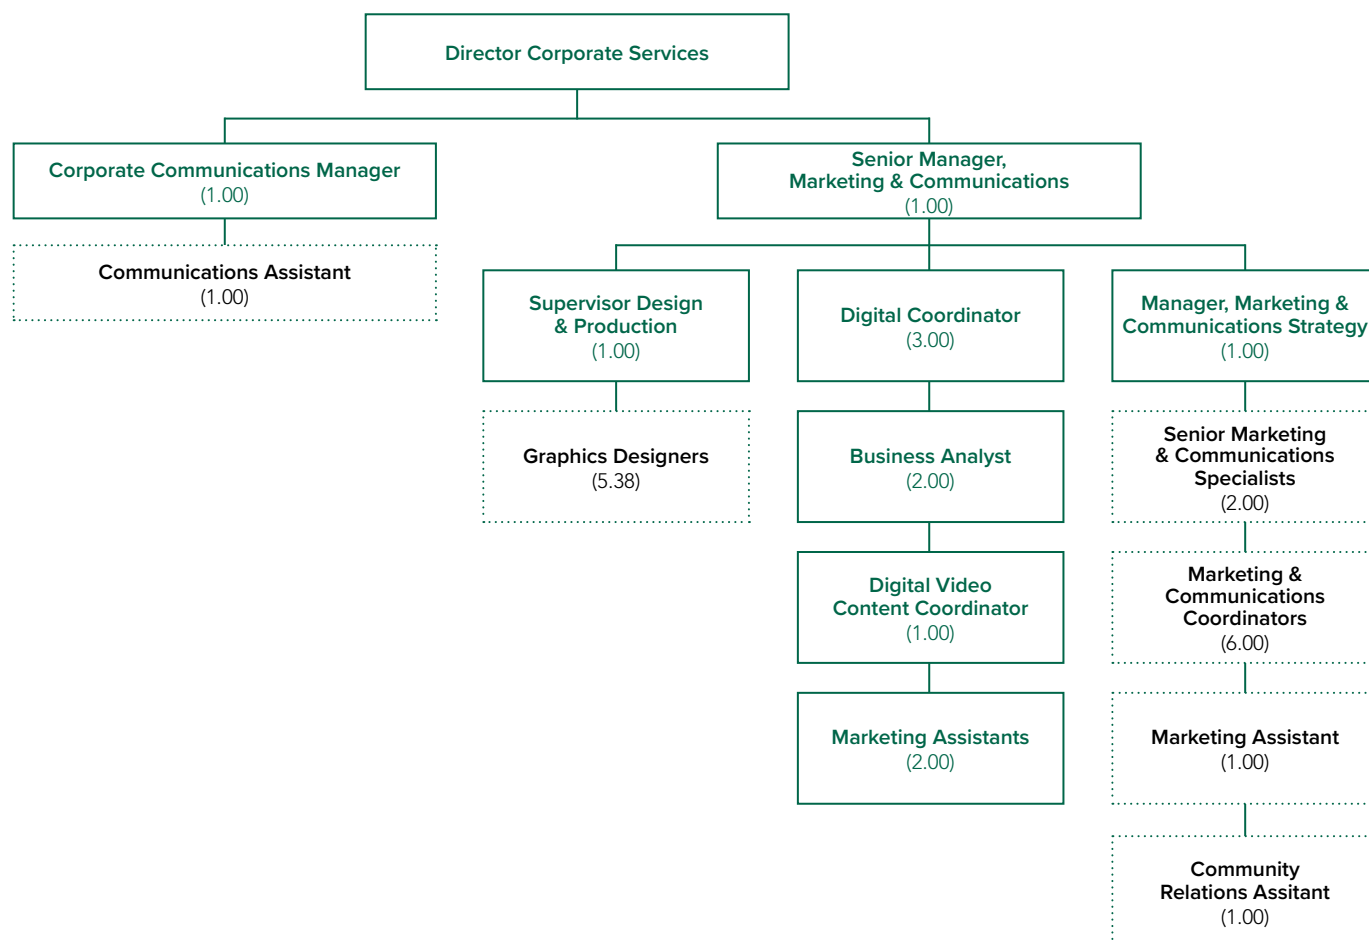 Director Corporate Services
Corporate Communications Manager
(1.00)
Communications Assistant
(1.00)
Senior Manager,
Marketing & Communications
(1.00)
Supervisor Design
& Production
(1.00)
Graphics Designers
(5.38)
Digital Coordinator
(3.00)
Business Analyst
(2.00)
Digital Video
Content Coordinator
(1.00)
Marketing Assistants
(2.00)
Manager, Marketing &
Communications Strategy
(1.00)
Senior Marketing
& Communications
Specialists
(2.00)
Marketing &
Communications
Coordinators
(6.00)
Marketing Assistant
(1.00)
Community
Relations Assitant
(1.00)